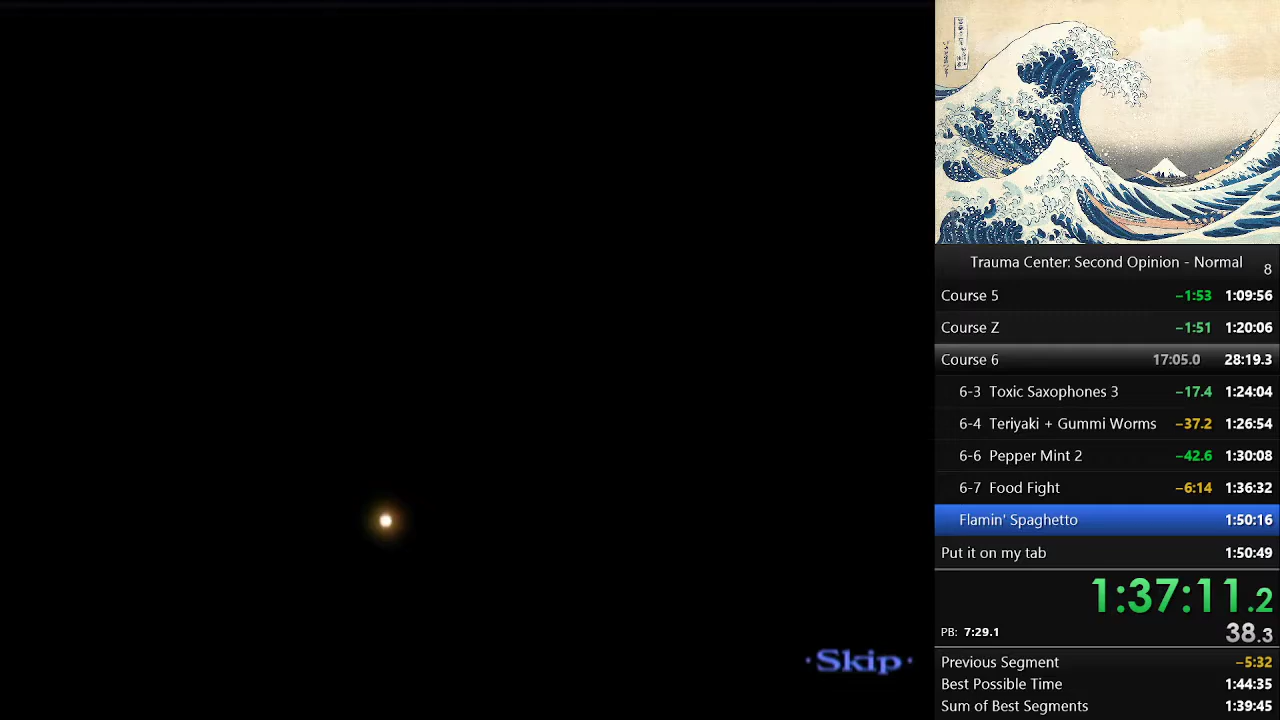 Trauma Center: Second Opinion - Normal
8
Course 5 −1:53 1:09:56
Course Z −1:51 1:20:06
Course 6 17:05.0 28:19.3
6-3 Toxic Saxophones 3 −17.4 1:24:04
6-4 Teriyaki + Gummi Worms −37.2 1:26:54
6-6 Pepper Mint 2 −42.6 1:30:08
6-7 Food Fight −6:14 1:36:32
Flamin' Spaghetto 1:50:16
Put it on my tab 1:50:49
1:37:11.2
PB: 7:29.1 38.3
Previous Segment −5:32
Best Possible Time 1:44:35
Sum of Best Segments 1:39:45
·Skip·